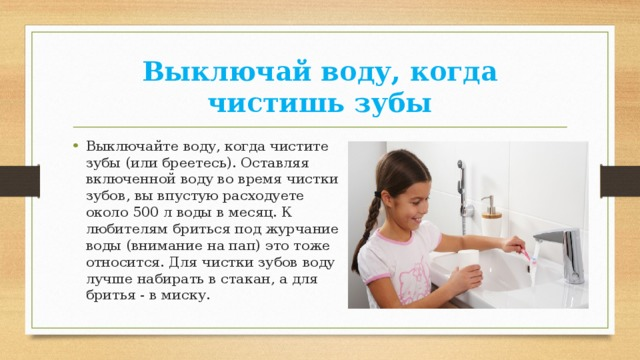 Выключай воду, когда
чистишь зубы
• Выключайте воду, когда чистите
зубы (или бреетесь). Оставляя
включенной воду во время чистки
зубов, вы впустую расходуете
около 500 л воды в месяц. К
любителям бриться под журчание
воды (внимание на пап) это тоже
относится. Для чистки зубов воду
лучше набирать в стакан, а для
бритья - в миску.